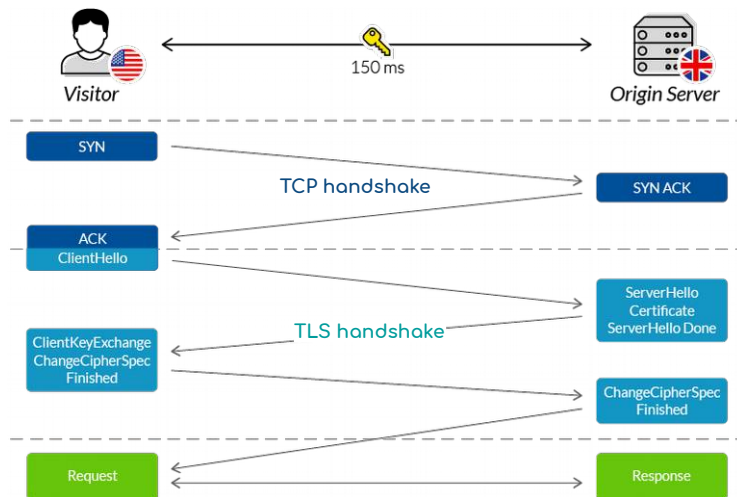 150 ms
Visitor
Origin Server
SYN
TCP handshake
SYN ACK
ACK
ClientHello
ServerHello
Certificate
ServerHello Done
TLS handshake
ClientKeyExchange
ChangeCipherSpec
Finished
ChangeCipherSpec
Finished
Request
Response